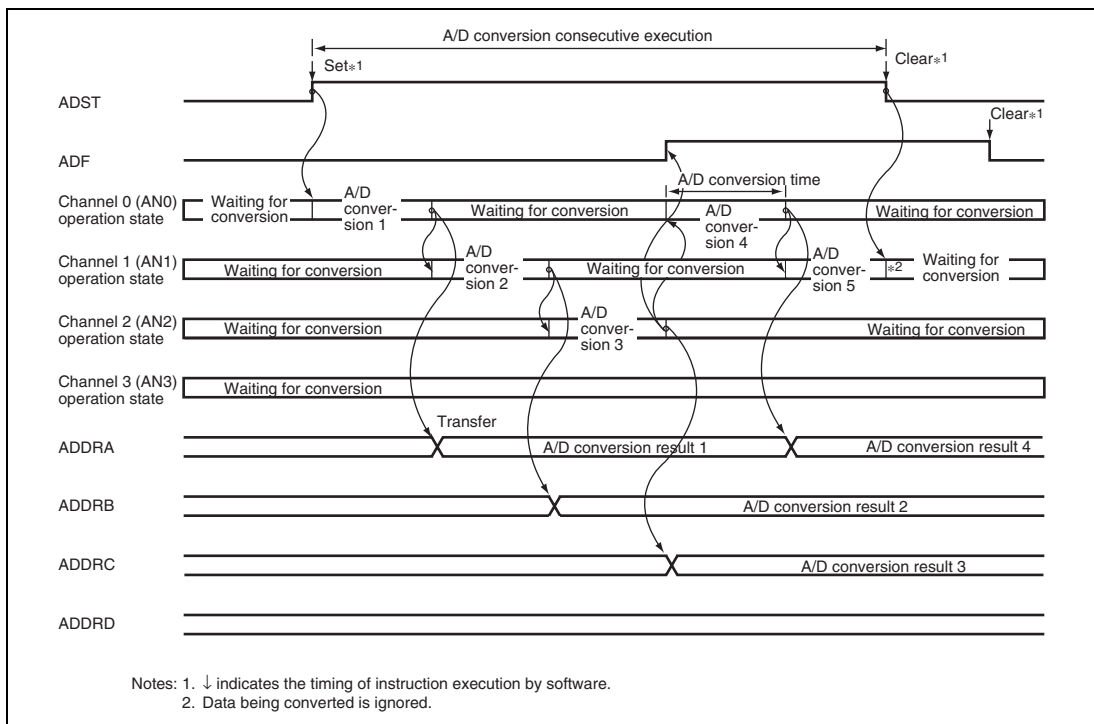 A/D conversion consecutive execution
Set*1
Clear*1
ADST
Clear*1
ADF
A/D conversion time
Channel 0 (AN0)
operation state
Waiting for
conversion
A/D
conver-
sion 1
Waiting for conversion
A/D
conver-
sion 4
Waiting for conversion
Channel 1 (AN1)
operation state
Waiting for conversion
A/D
conver-
sion 2
Waiting for conversion
A/D
conver-
sion 5
*2
Waiting for
conversion
Channel 2 (AN2)
operation state
Waiting for conversion
A/D
conver-
sion 3
Waiting for conversion
Channel 3 (AN3)
operation state
Waiting for conversion
Transfer
ADDRA
A/D conversion result 1
A/D conversion result 4
ADDRB
A/D conversion result 2
ADDRC
A/D conversion result 3
ADDRD
Notes: 1. ↓ indicates the timing of instruction execution by software.
2. Data being converted is ignored.